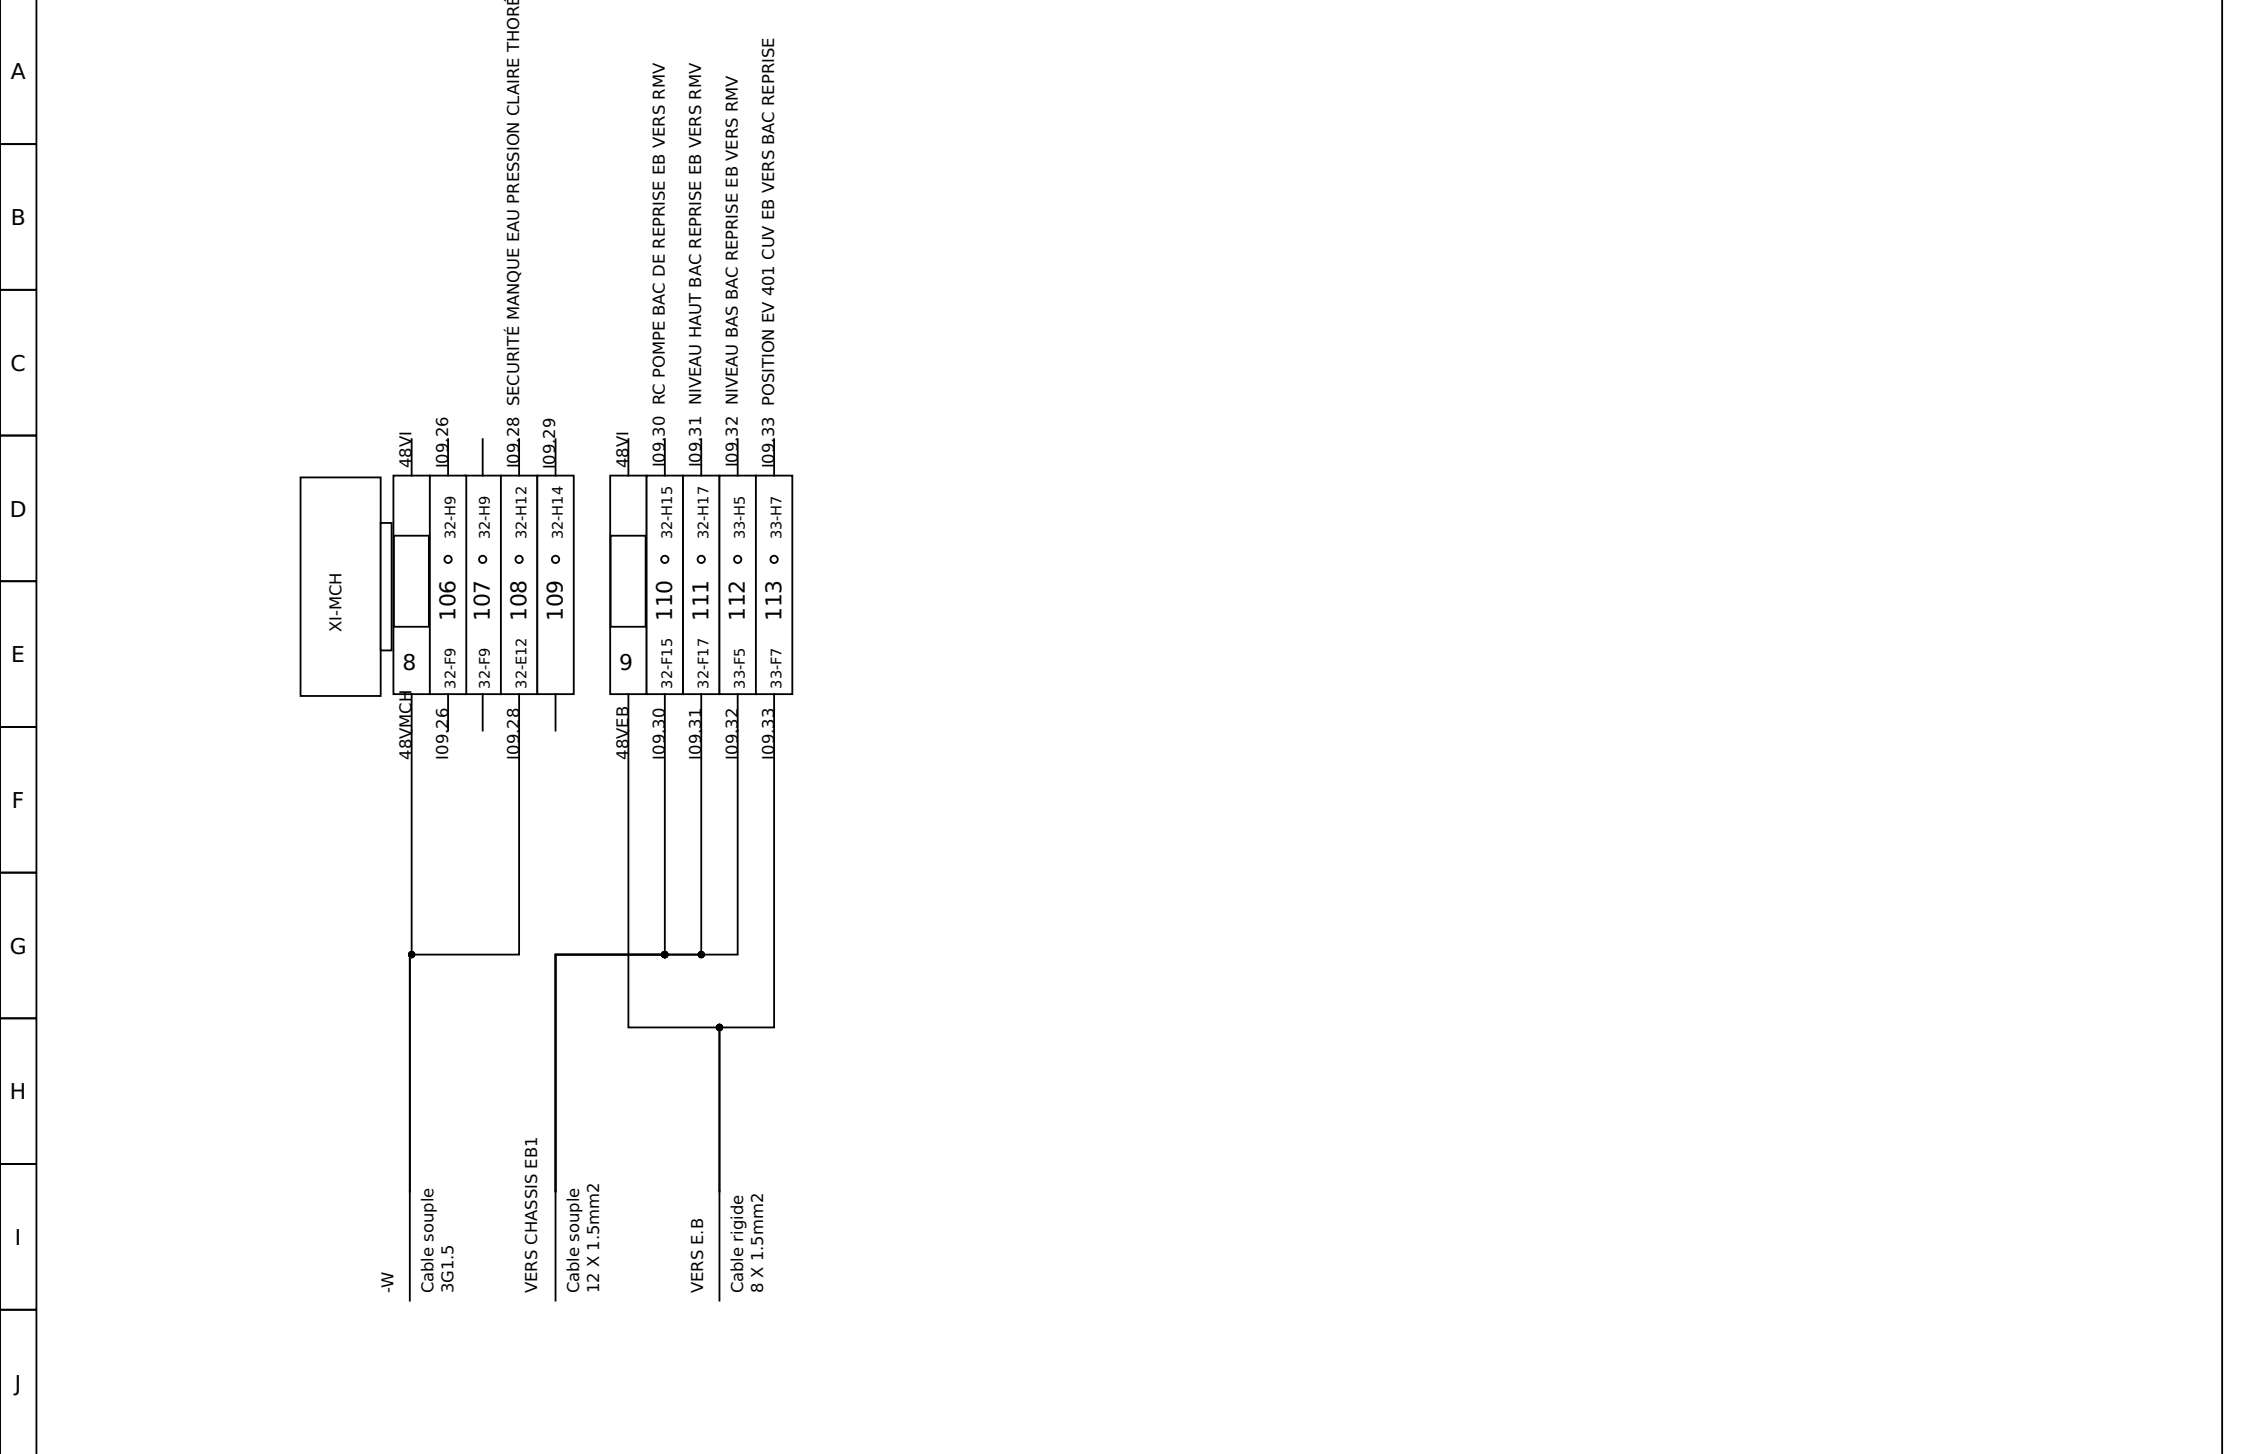 A
B
C
D
E
F
G
H
I
J
SECURITÉ MANQUE EAU PRESSION CLAIRE THORÉ
RC POMPE BAC DE REPRISE EB VERS RMV
NIVEAU HAUT BAC REPRISE EB VERS RMV
NIVEAU BAS BAC REPRISE EB VERS RMV
POSITION EV 401 CUV EB VERS BAC REPRISE
48VI
I09.26
I09.28
I09.29
48VI
I09.30
I09.31
I09.32
I09.33
XI-MCH
32-H9
32-H9
32-H12
32-H14
32-H15
32-H17
33-H5
33-H7
106
107
108
109
110
111
112
113
8
32-F9
32-F9
32-E12
9
32-F15
32-F17
33-F5
33-F7
48VMCH
I09.26
I09.28
48VEB
I09.30
I09.31
I09.32
I09.33
-W
Cable souple
3G1.5
VERS CHASSIS EB1
Cable souple
12 X 1.5mm2
VERS E.B
Cable rigide
8 X 1.5mm2